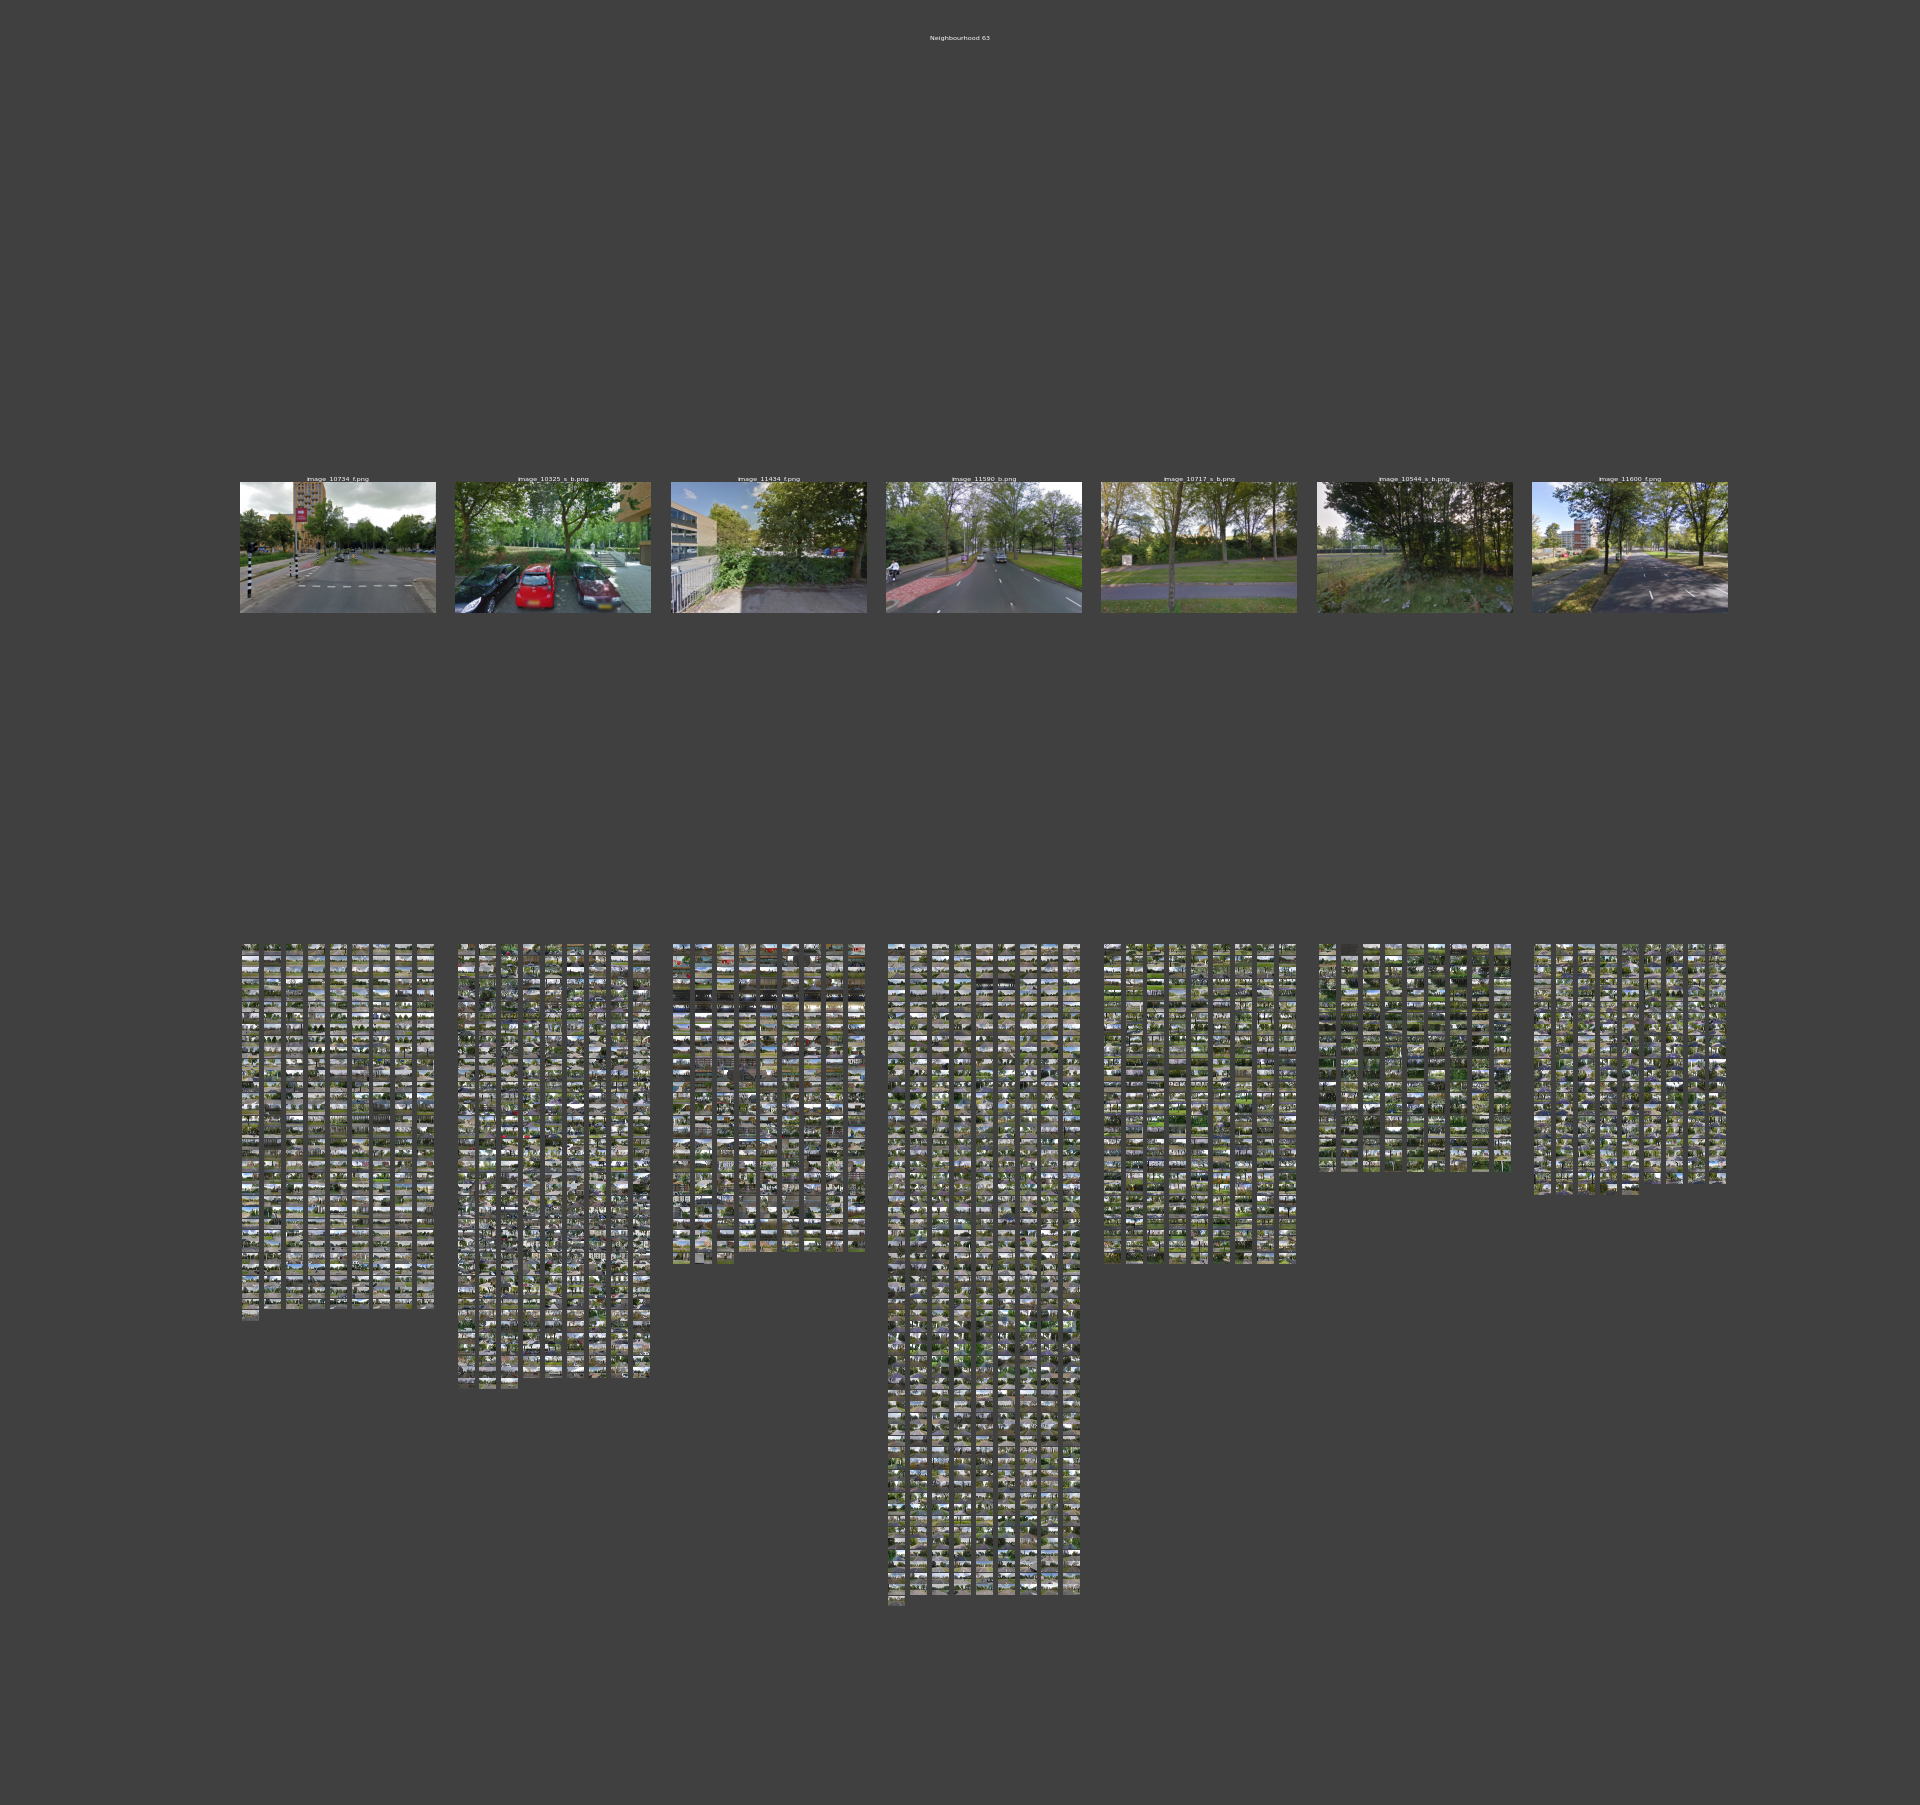 Neighbourhood 63
image_10734_f.png
image_10325_s_b.png
image_11434_f.png
image_11590_b.png
image_10717_s_b.png
image_10544_s_b.png
image_11600_f.png